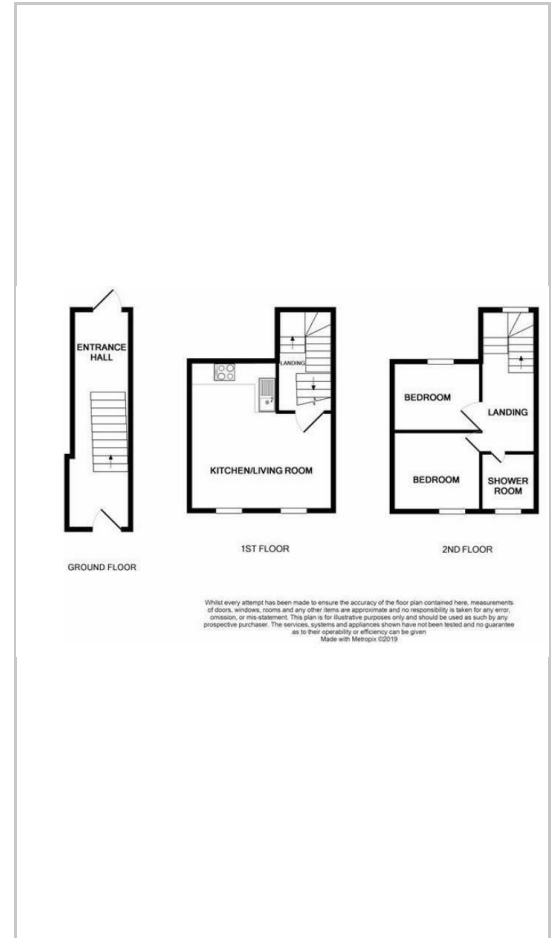 ENTRANCE
HALL
GROUND FLOOR
LANDING
KITCHEN/LIVING ROOM
1ST FLOOR
BEDROOM
LANDING
BEDROOM
SHOWER
ROOM
2ND FLOOR
Whilst every attempt has been made to ensure the accuracy of the floor plan contained here, measurements
of doors, windows, rooms and any other items are approximate and no responsibility is taken for any error,
omission, or mis-statement. This plan is for illustrative purposes only and should be used as such by any
prospective purchaser. The services, systems and appliances shown have not been tested and no guarantee
as to their operability or efficiency can be given
Made with Metropix ©2019